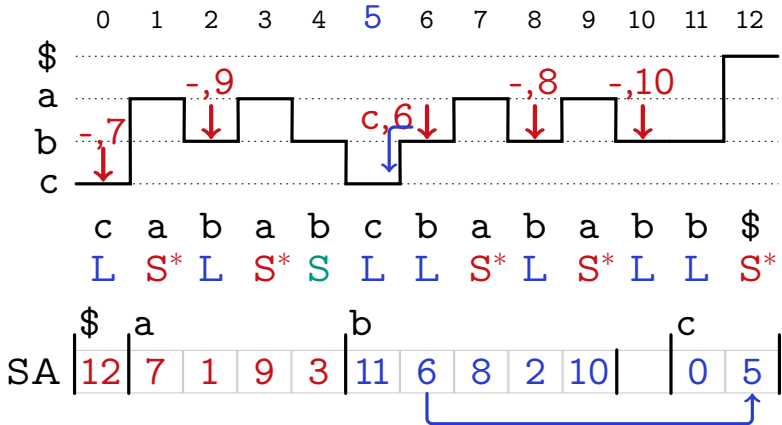 0 1 2 3 4 5 6 7 8 9 10 11 12
$
-,9 -,8 -,10
a
c,6
-,7
b
c
c a b a b c b a b a b b $
L S* L S* S L L S* L S* L L S*
$ a b c
SA 12 7 1 9 3 11 6 8 2 10 0 5